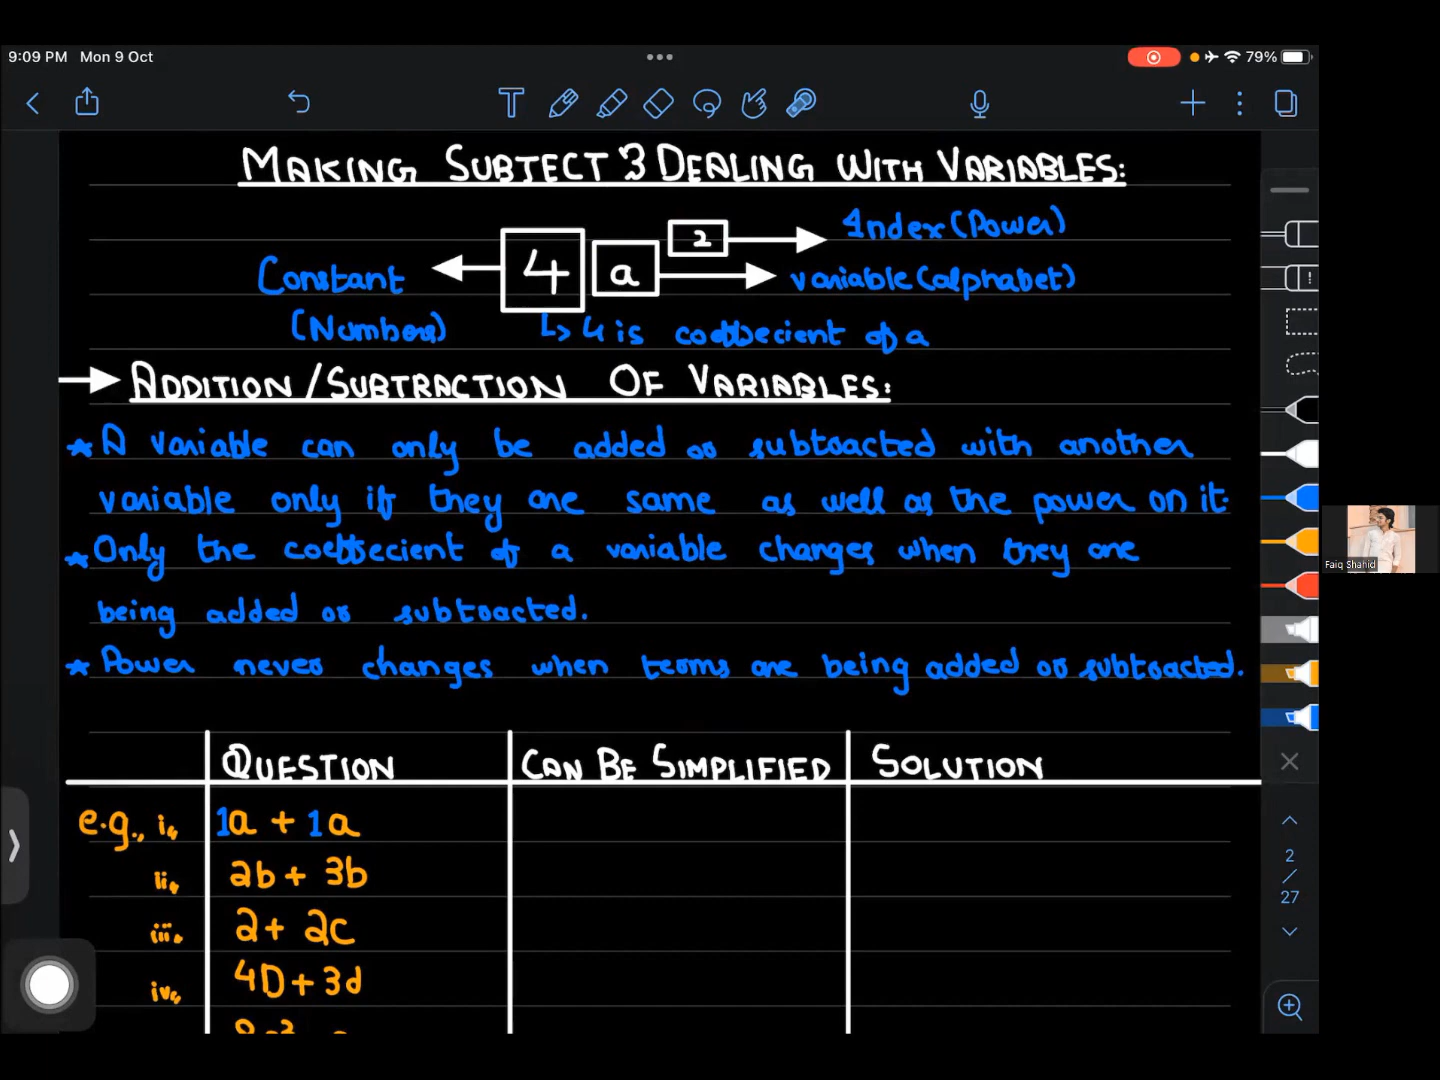 9:09 PM Mon 9 Oct
79%
MAKING SUBJECT & DEALING WITH VARIABLES:
4 a 2
Index (Power)
Constant
variable (alphabet)
(Numbers)
↳ 4 is coefficient of a
ADDITION/SUBTRACTION OF VARIABLES:
* A variable can only be added or subtracted with another
variable only if they are same as well as the power on it.
* Only the coeffecient of a variable changes when they are
being added or subtracted.
* Power never changes when terms are being added or subtracted.
QUESTION CAN BE SIMPLIFIED SOLUTION
e.g., i. 1a + 1a
ii. 2b + 3b
iii. 2 + 2c
iv. 4D + 3d
2
/
27
Faiq Shahid